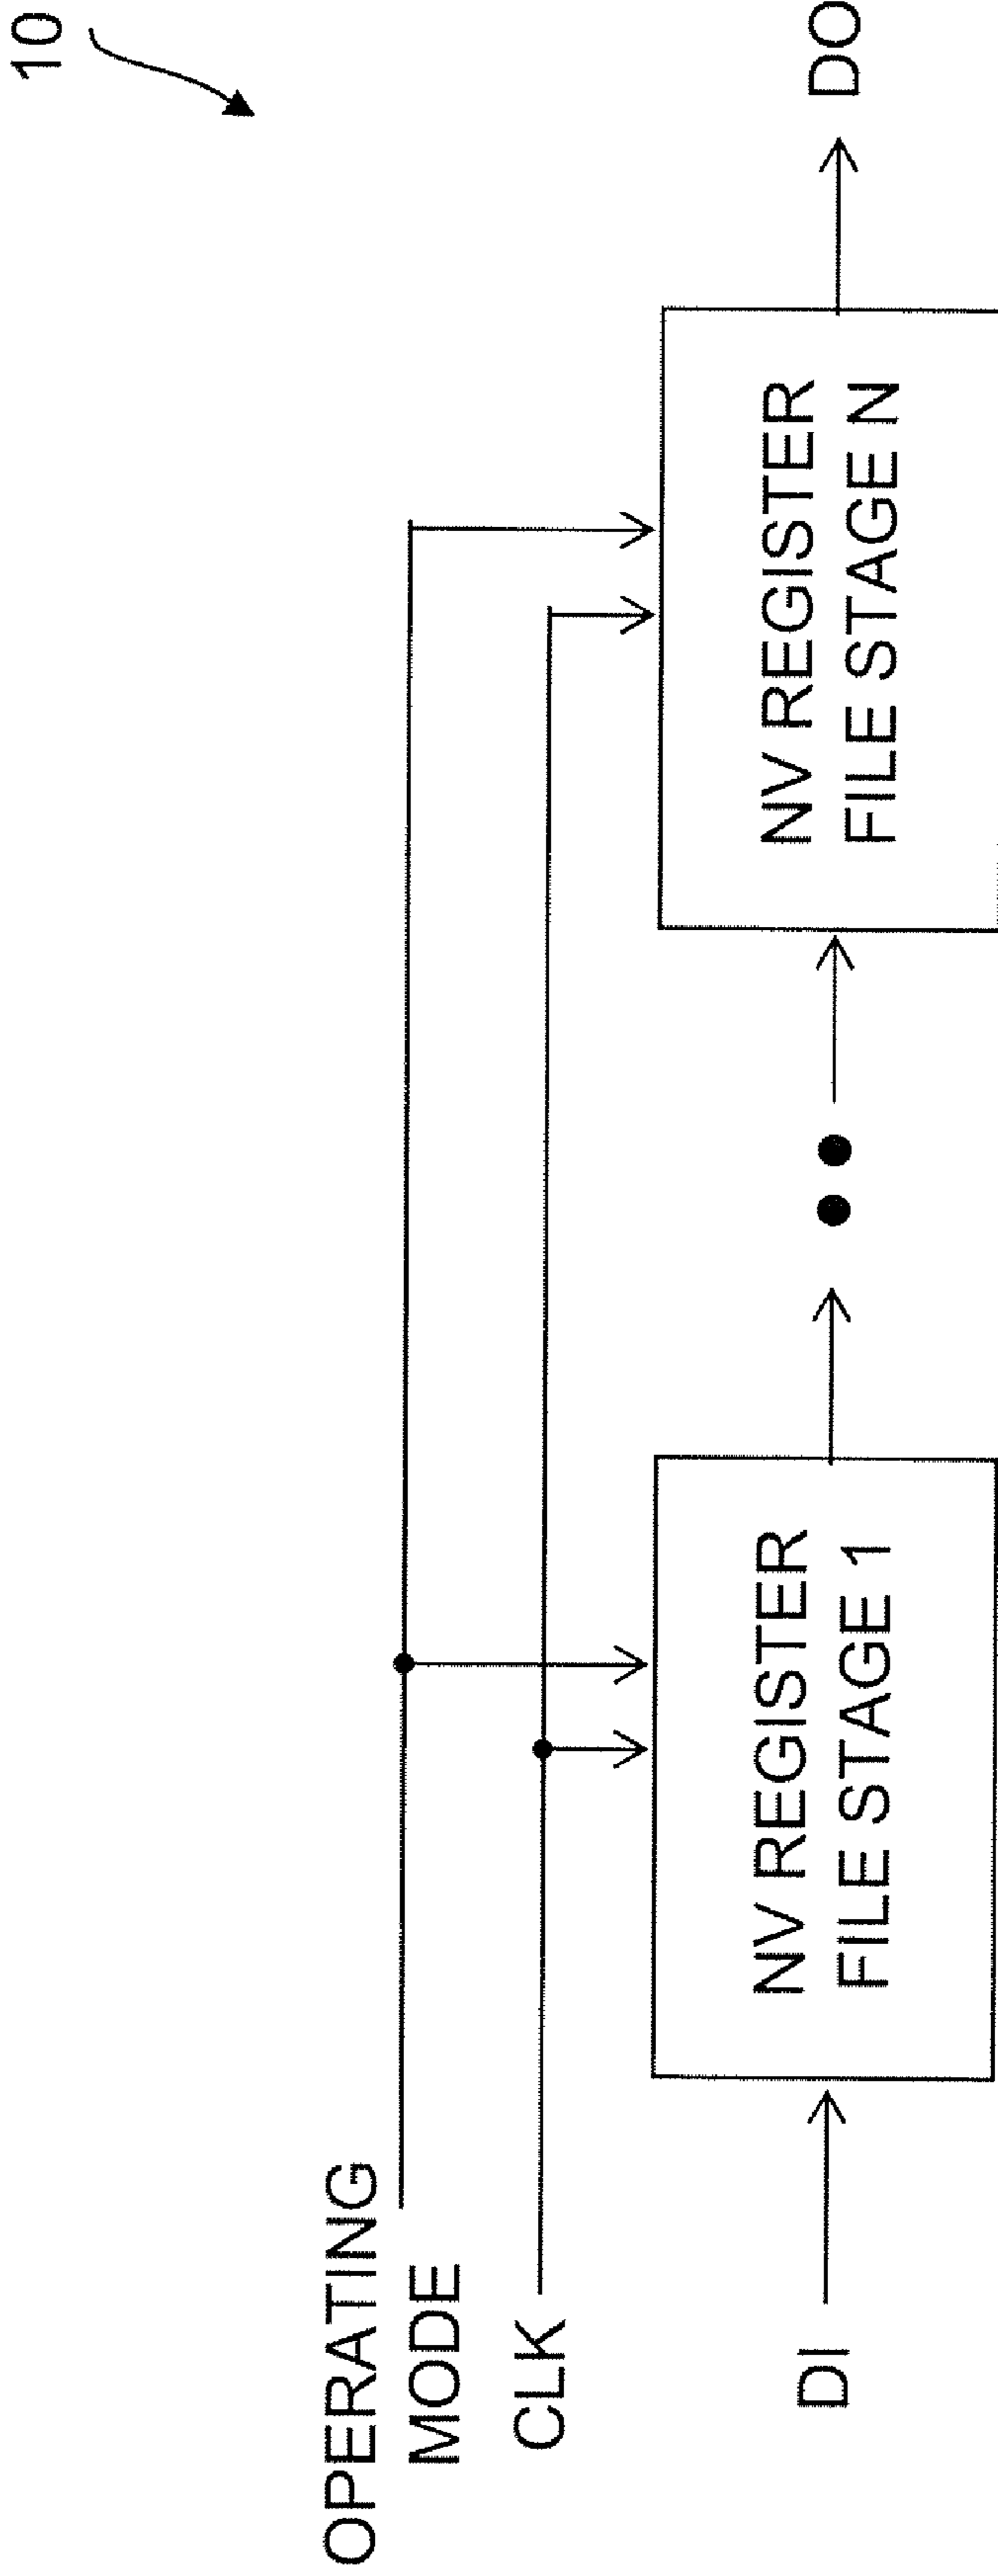 10
OPERATING
MODE
CLK
DI
NV REGISTER
FILE STAGE 1
NV REGISTER
FILE STAGE N
DO